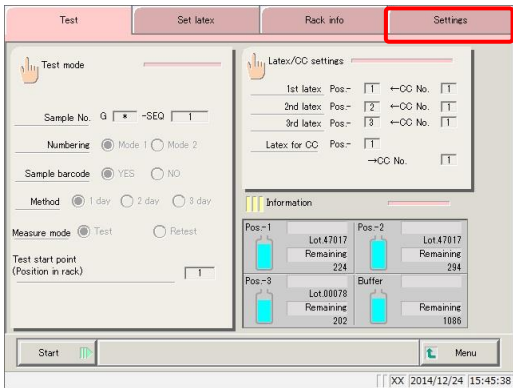 Test Set latex Rack info Settings
Test mode
Sample No. G * -SEQ 1
Numbering Mode 1 Mode 2
Sample barcode YES NO
Method 1 day 2 day 3 day
Measure mode Test Retest
Test start point
(Position in rack) 1
Latex/CC settings
1st latex Pos.- 1 ←CC No. 1
2nd latex Pos.- 2 ←CC No. 1
3rd latex Pos.- 3 ←CC No. 1
Latex for CC Pos.- 1
→CC No. 1
Information
Pos.-1 Pos.-2
Lot.47017 Lot.47017
Remaining Remaining
224 294
Pos.-3 Buffer
Lot.00078
Remaining Remaining
202 1086
Start Menu
XX 2014/12/24 15:45:38